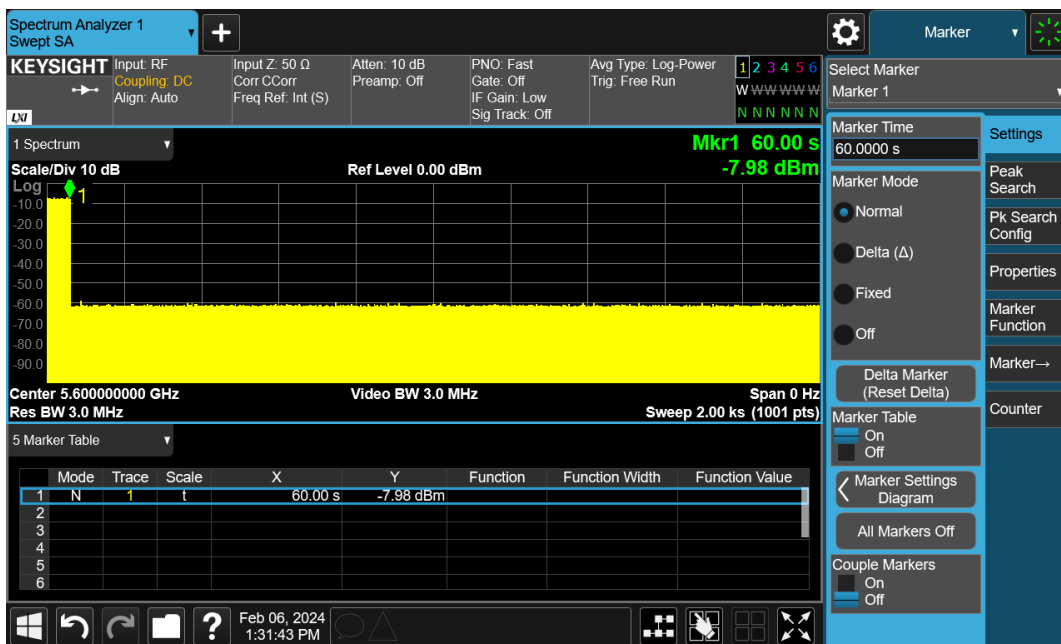 Spectrum Analyzer 1
Swept SA
Marker
KEYSIGHT
LXI
Input: RF
Coupling: DC
Align: Auto
Input Z: 50 Ω
Corr CCorr
Freq Ref: Int (S)
Atten: 10 dB
Preamp: Off
PNO: Fast
Gate: Off
IF Gain: Low
Sig Track: Off
Avg Type: Log-Power
Trig: Free Run
1 2 3 4 5 6
W W W W W W
N N N N N N
Select Marker
Marker 1
1 Spectrum
Mkr1 60.00 s
Scale/Div 10 dB
Ref Level 0.00 dBm
-7.98 dBm
Log
1
-10.0
-20.0
-30.0
-40.0
-50.0
-60.0
-70.0
-80.0
-90.0
Center 5.600000000 GHz
Video BW 3.0 MHz
Span 0 Hz
Res BW 3.0 MHz
Sweep 2.00 ks (1001 pts)
5 Marker Table
Mode Trace Scale X Y Function Function Width Function Value
1 N 1 t 60.00 s -7.98 dBm
2
3
4
5
6
Marker Time
60.0000 s
Marker Mode
Normal
Delta (Δ)
Fixed
Off
Delta Marker
(Reset Delta)
Marker Table
On
Off
Marker Settings
Diagram
All Markers Off
Couple Markers
On
Off
Settings
Peak
Search
Pk Search
Config
Properties
Marker
Function
Marker→
Counter
?
Feb 06, 2024
1:31:43 PM